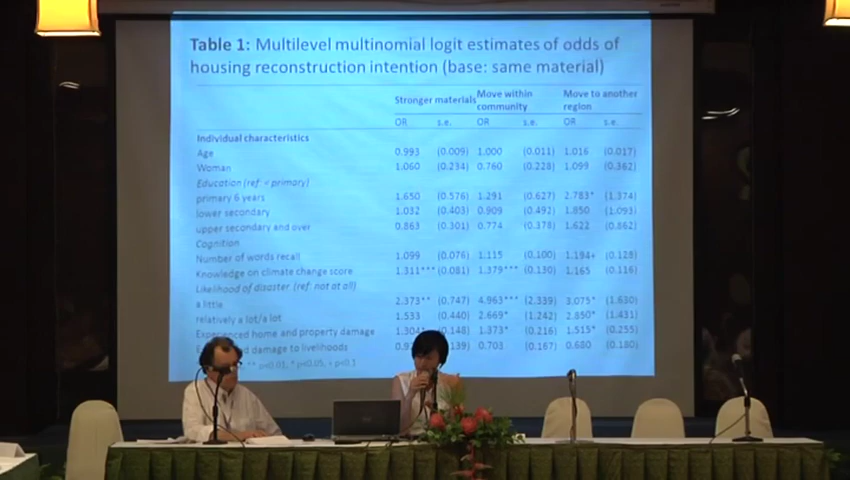 Table 1: Multilevel multinomial logit estimates of odds of
housing reconstruction intention (base: same material)
Stronger materials Move within community Move to another region
OR s.e. OR s.e. OR s.e.
Individual characteristics
Age 0.993 (0.009) 1.000 (0.011) 1.016 (0.017)
Woman 1.060 (0.234) 0.760 (0.228) 1.099 (0.362)
Education (ref: < primary)
primary 6 years 1.650 (0.576) 1.291 (0.627) 2.783* (1.374)
lower secondary 1.032 (0.403) 0.909 (0.492) 1.850 (1.093)
upper secondary and over 0.863 (0.301) 0.774 (0.378) 1.622 (0.862)
Cognition
Number of words recall 1.099 (0.076) 1.115 (0.100) 1.194+ (0.128)
Knowledge on climate change score 1.311*** (0.081) 1.379*** (0.130) 1.165 (0.116)
Likelihood of disaster (ref: not at all)
a little 2.373** (0.747) 4.963*** (2.339) 3.075* (1.630)
relatively a lot/a lot 1.533 (0.440) 2.669* (1.242) 2.850* (1.431)
Experienced home and property damage 1.304 (0.148) 1.373* (0.216) 1.515* (0.255)
damage to livelihoods 0.703 (0.167) 0.680 (0.180)
** p<0.01, * p<0.05, + p<0.1